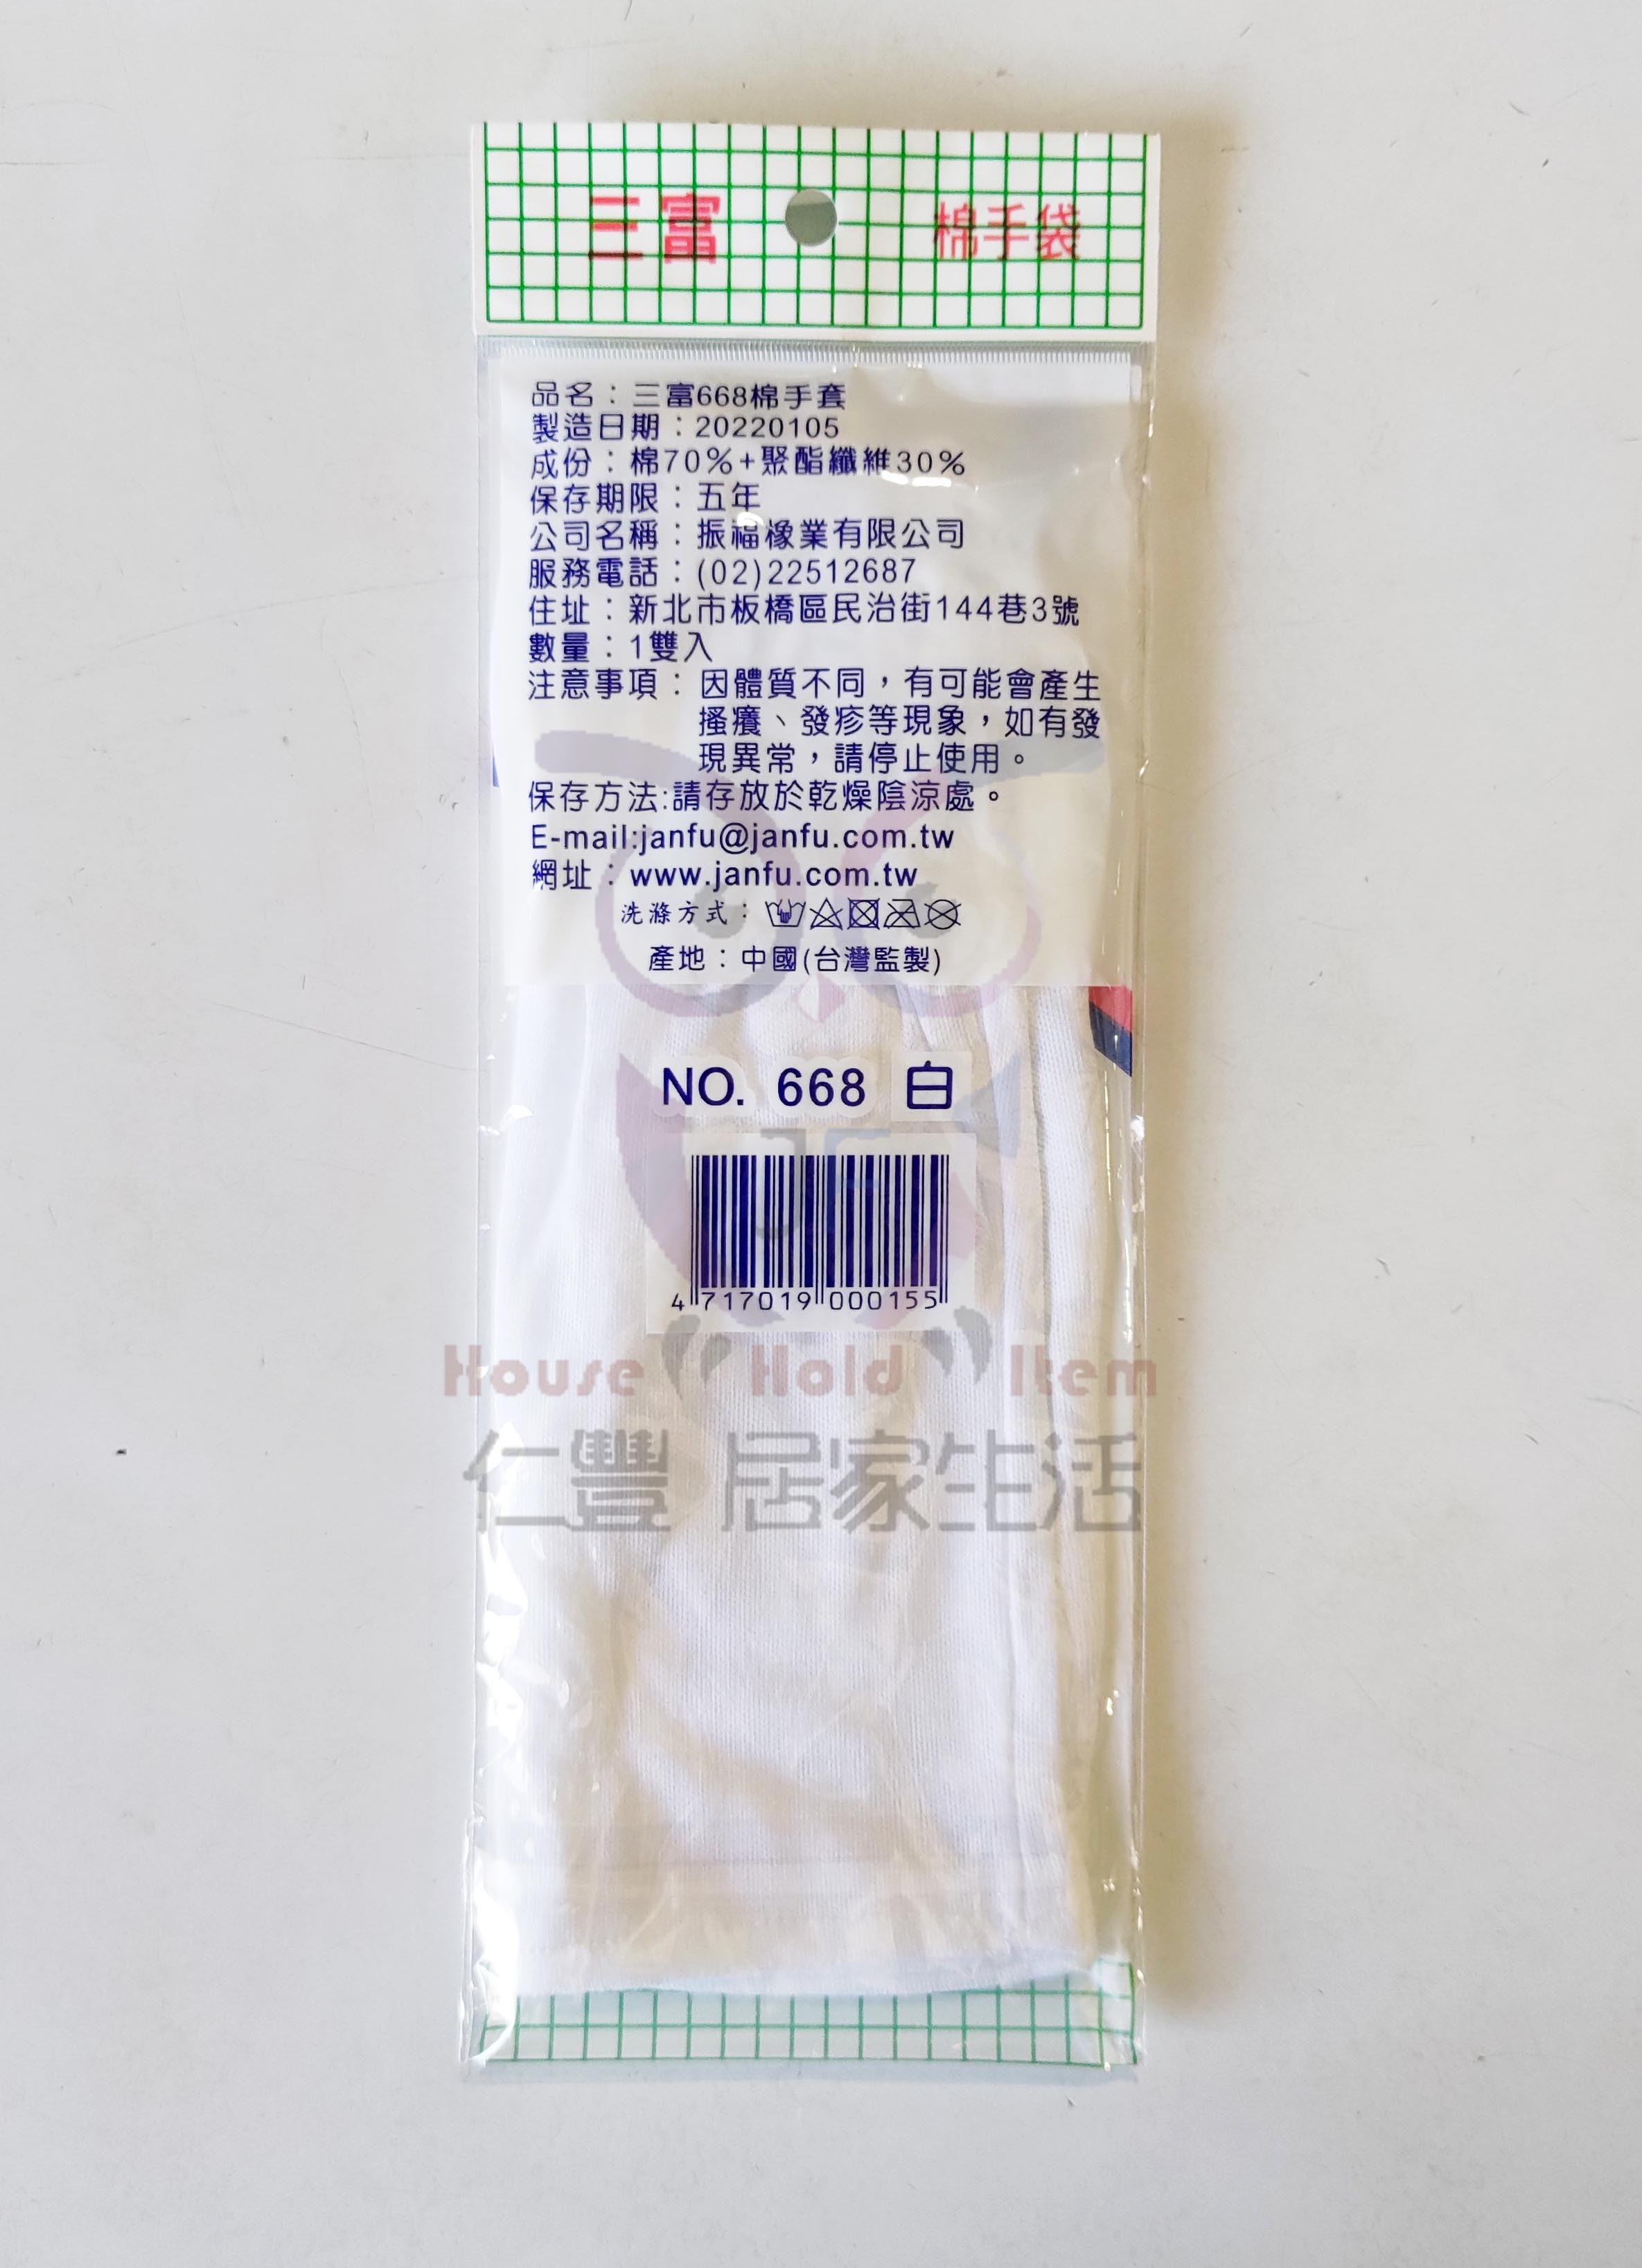 三富 棉手袋
品名：三富668棉手套
製造日期：20220105
成份：棉70%+聚酯纖維30%
保存期限：五年
公司名稱：振福橡業有限公司
服務電話：(02)22512687
住址：新北市板橋區民治街144巷3號
數量：1雙入
注意事項：因體質不同，有可能會產生
搔癢、發疹等現象，如有發
現異常，請停止使用。
保存方法:請存放於乾燥陰涼處。
E-mail:janfu@janfu.com.tw
網址：www.janfu.com.tw
洗滌方式：
產地：中國(台灣監製)
NO. 668 白
4 717019 000155
House Hold Item
仁豐 居家生活